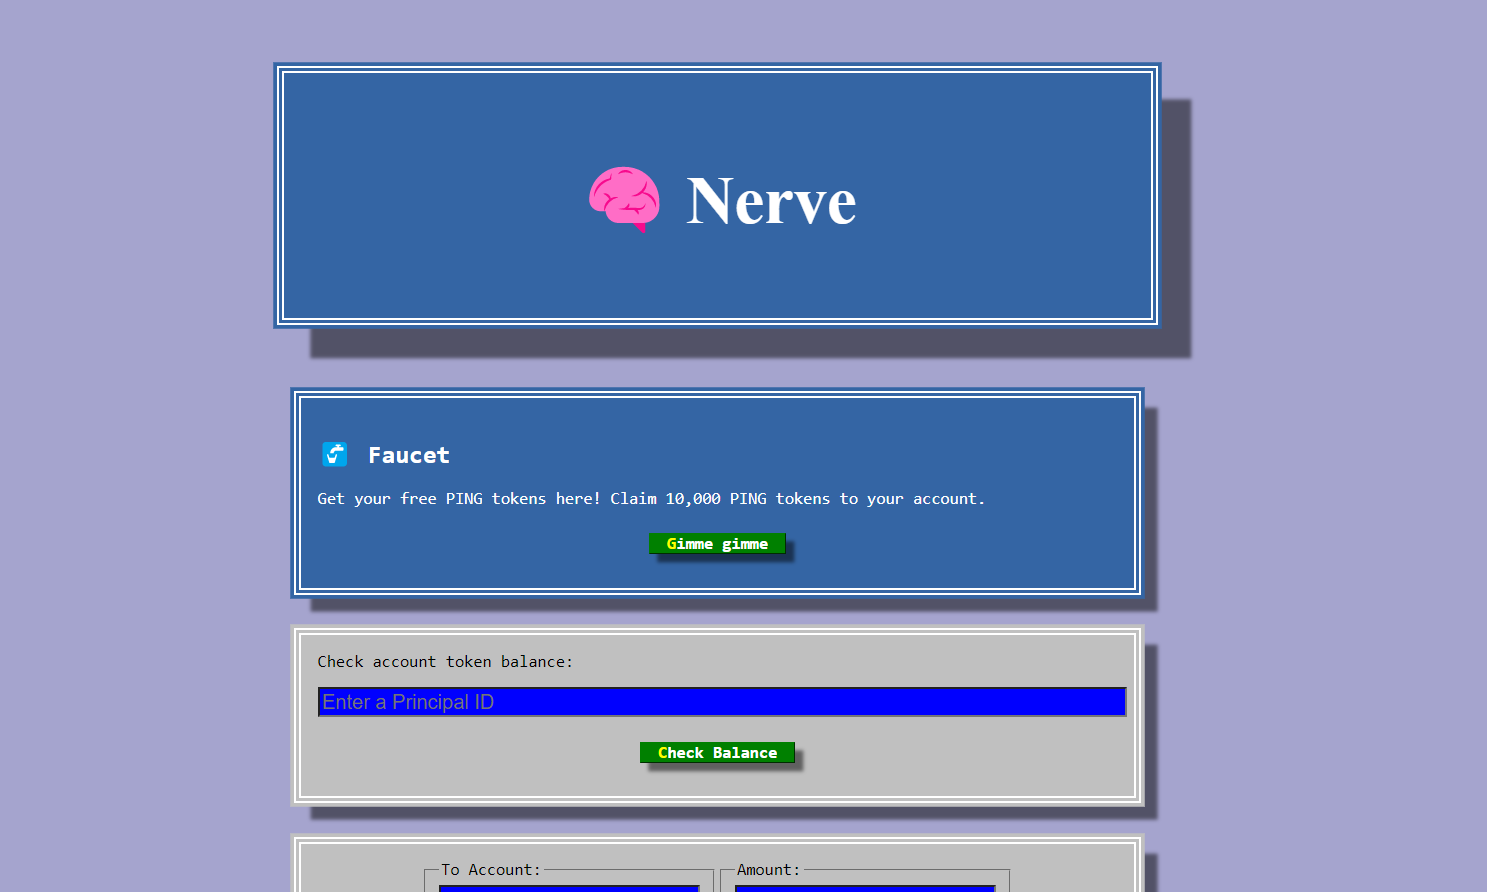 Nerve
Faucet
Get your free PING tokens here! Claim 10,000 PING tokens to your account.
Gimme gimme
Check account token balance:
Enter a Principal ID
Check Balance
To Account: Amount: